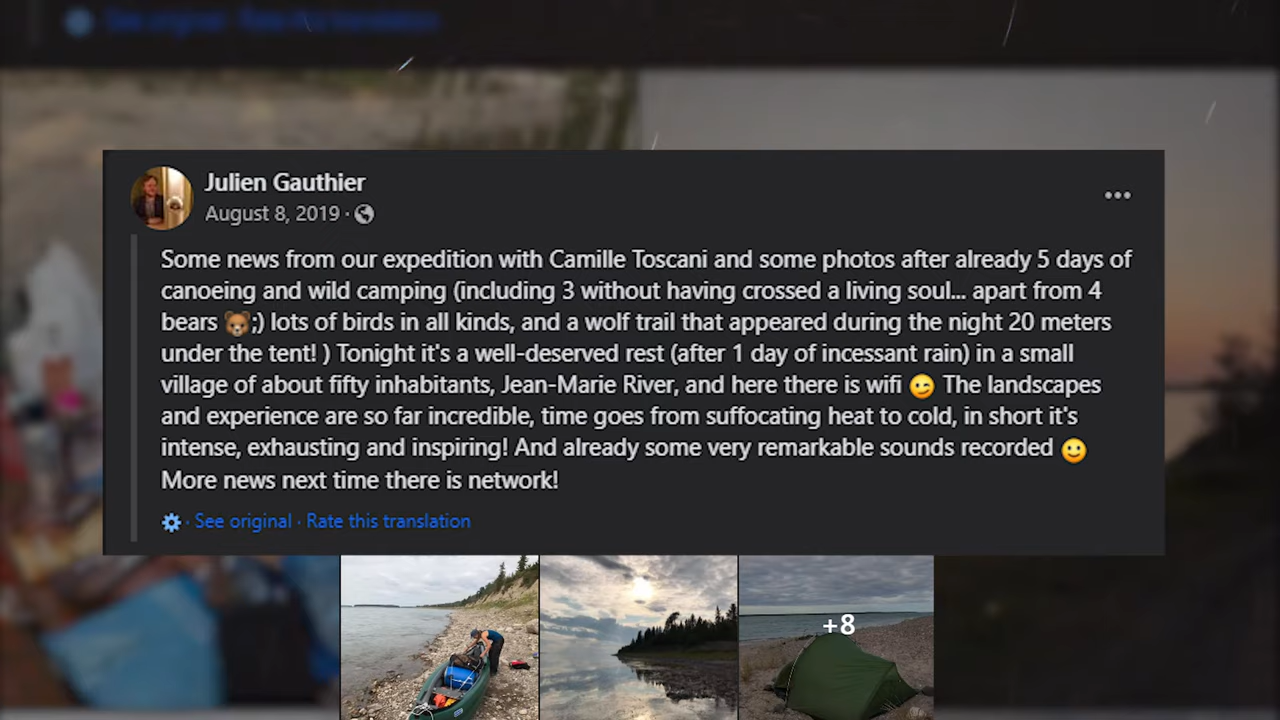 See original · Rate this translation
Julien Gauthier
August 8, 2019 ·
Some news from our expedition with Camille Toscani and some photos after already 5 days of
canoeing and wild camping (including 3 without having crossed a living soul... apart from 4
bears 🐻;) lots of birds in all kinds, and a wolf trail that appeared during the night 20 meters
under the tent! ) Tonight it's a well-deserved rest (after 1 day of incessant rain) in a small
village of about fifty inhabitants, Jean-Marie River, and here there is wifi 😉 The landscapes
and experience are so far incredible, time goes from suffocating heat to cold, in short it's
intense, exhausting and inspiring! And already some very remarkable sounds recorded 🙂
More news next time there is network!
· See original · Rate this translation
+8